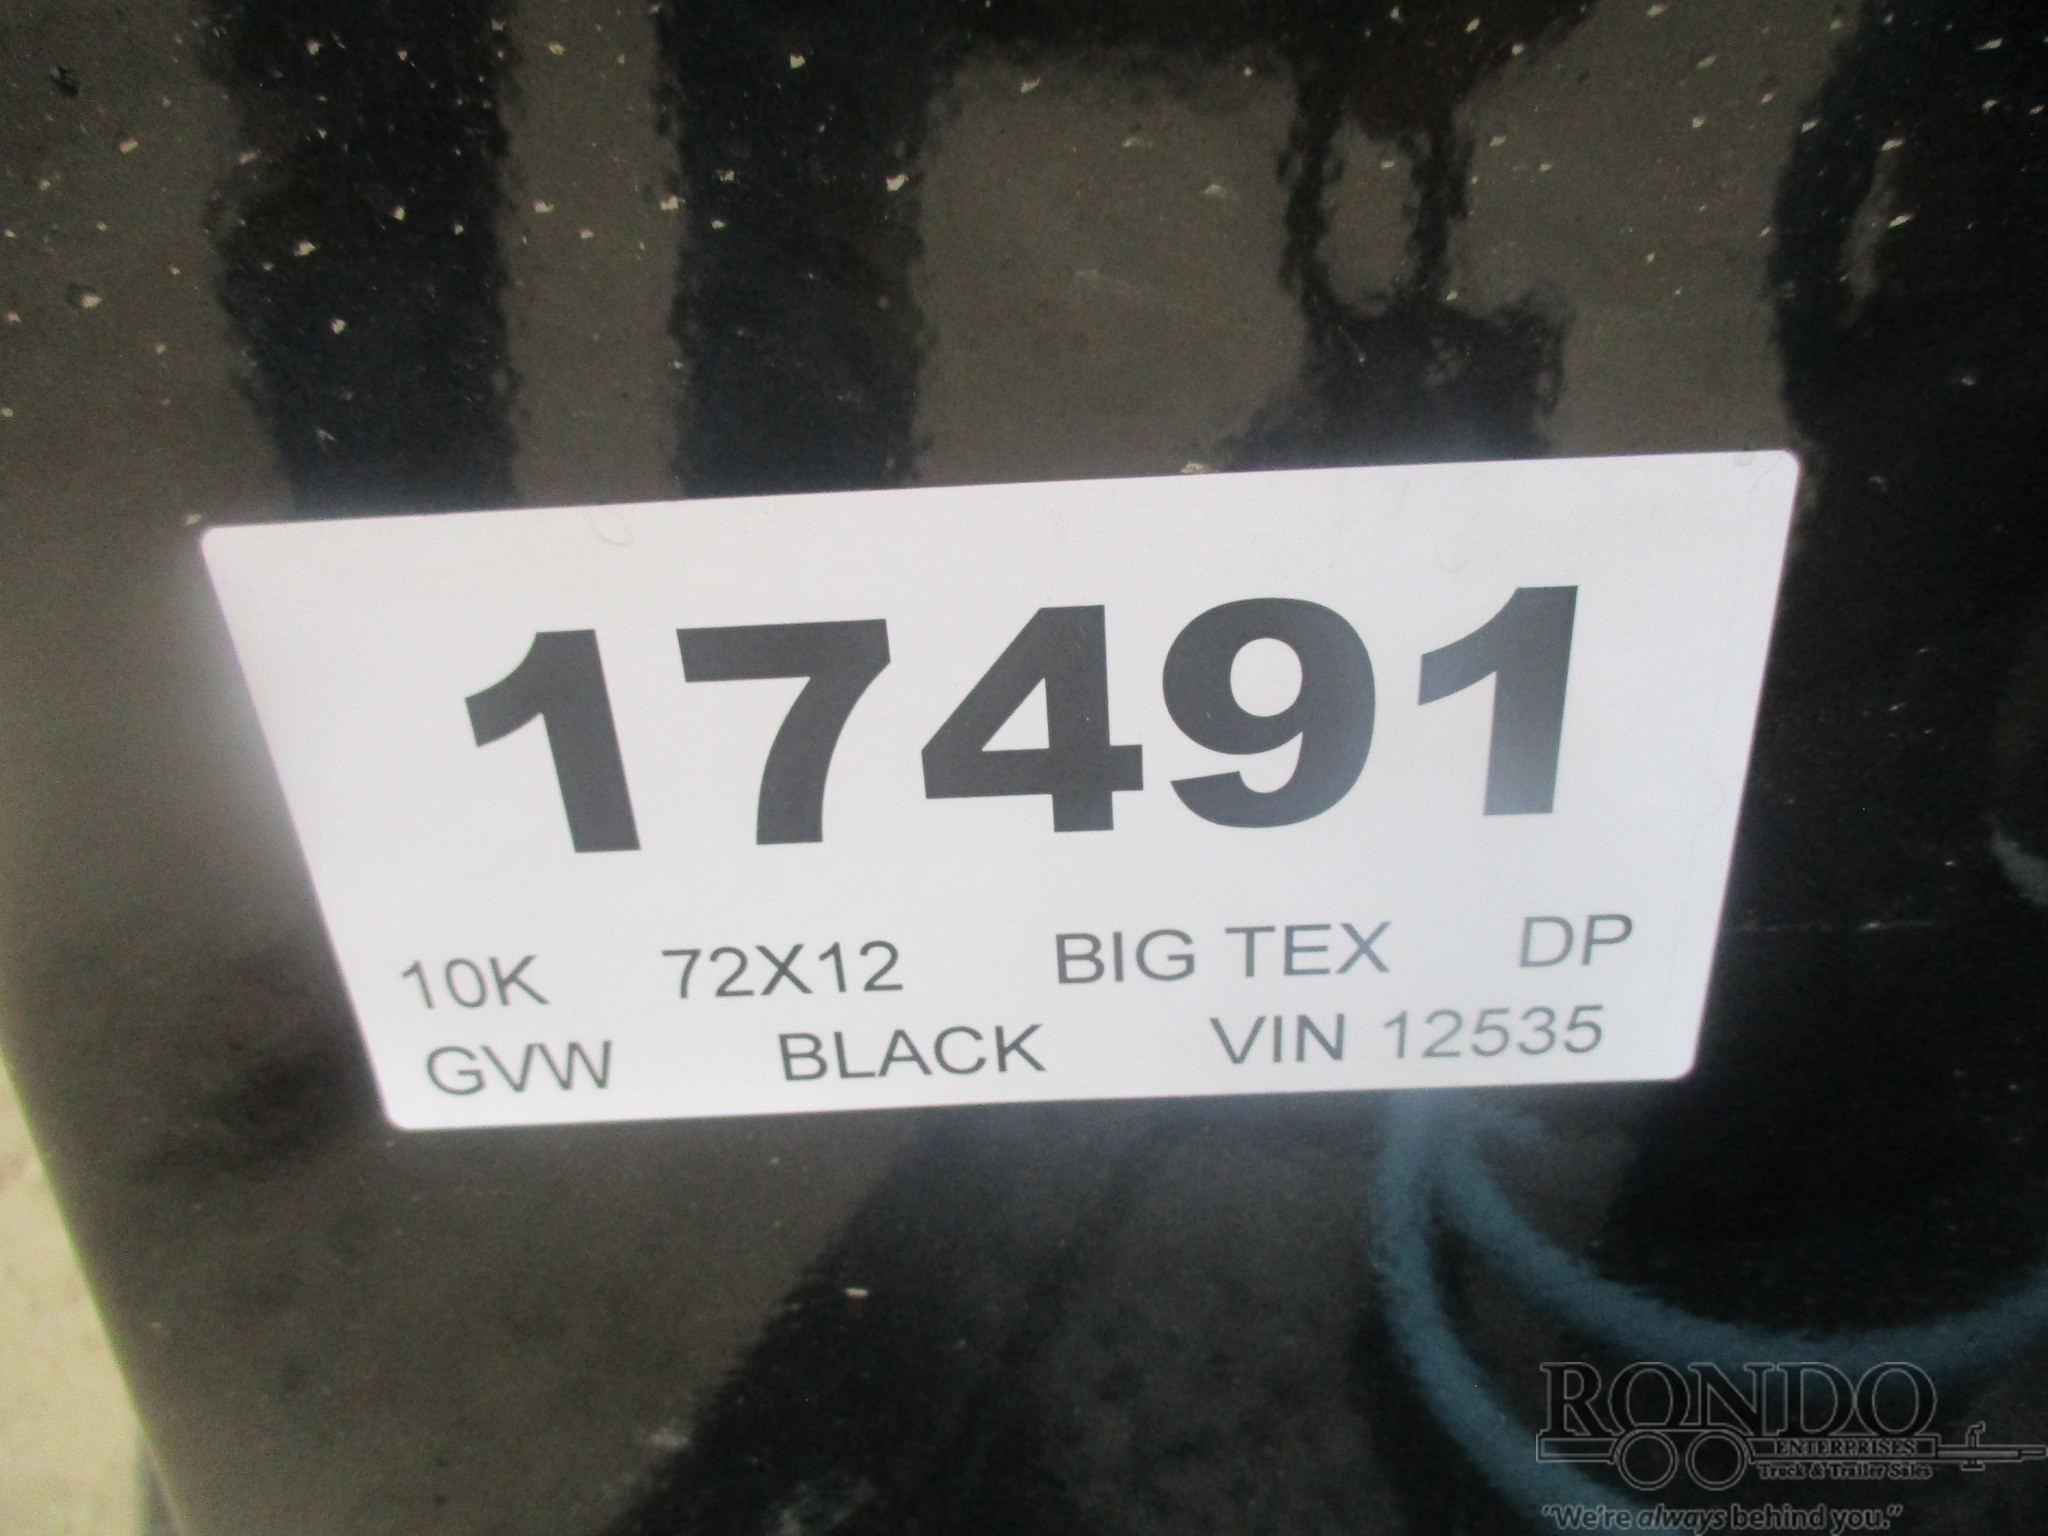 17491
10K 72X12 BIG TEX DP
GVW BLACK VIN 12535
RONDO
ENTERPRISES
Truck & Trailer Sales
"We're always behind you."